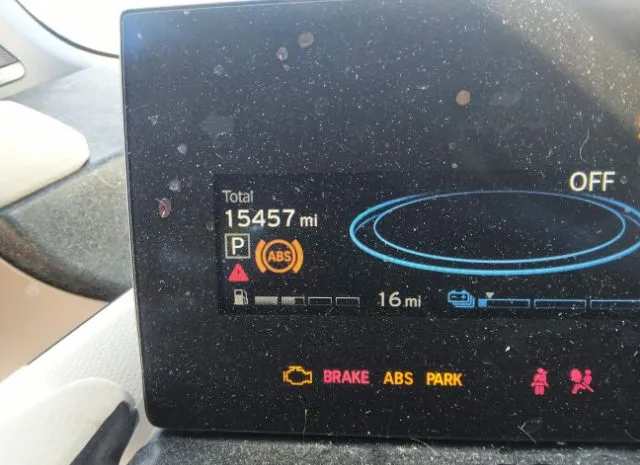 OFF
Total
15457 mi
P
ABS
16 mi
BRAKE ABS PARK